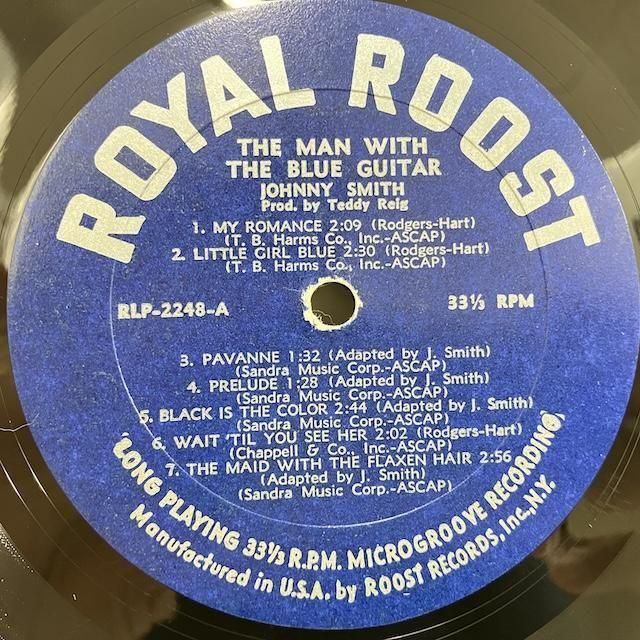 ROYAL ROOST
THE MAN WITH
THE BLUE GUITAR
JOHNNY SMITH
Prod. by Teddy Reig
1. MY ROMANCE 2:09 (Rodgers-Hart)
(T. B. Harms Co., Inc.-ASCAP)
2. LITTLE GIRL BLUE 2:30 (Rodgers-Hart)
(T. B. Harms Co., Inc.-ASCAP)
RLP-2248-A
33⅓ RPM
3. PAVANNE 1:32 (Adapted by J. Smith)
(Sandra Music Corp.-ASCAP)
4. PRELUDE 1:28 (Adapted by J. Smith)
(Sandra Music Corp.-ASCAP)
5. BLACK IS THE COLOR 2:44 (Adapted by J. Smith)
(Sandra Music Corp.-ASCAP)
6. WAIT 'TIL YOU SEE HER 2:02 (Rodgers-Hart)
(Chappell & Co., Inc.-ASCAP)
7. THE MAID WITH THE FLAXEN HAIR 2:56
(Adapted by J. Smith)
(Sandra Music Corp.-ASCAP)
(LONG PLAYING 33⅓ R.P.M. MICROGROOVE RECORDING)
Manufactured in U.S.A. by ROOST RECORDS, Inc., N.Y.